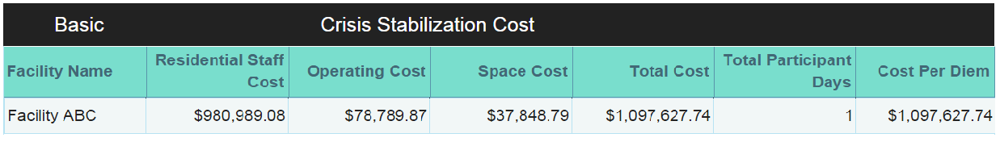 Basic Crisis Stabilization Cost
Facility Name Residential Staff Cost Operating Cost Space Cost Total Cost Total Participant Days Cost Per Diem
Facility ABC $980,989.08 $78,789.87 $37,848.79 $1,097,627.74 1 $1,097,627.74